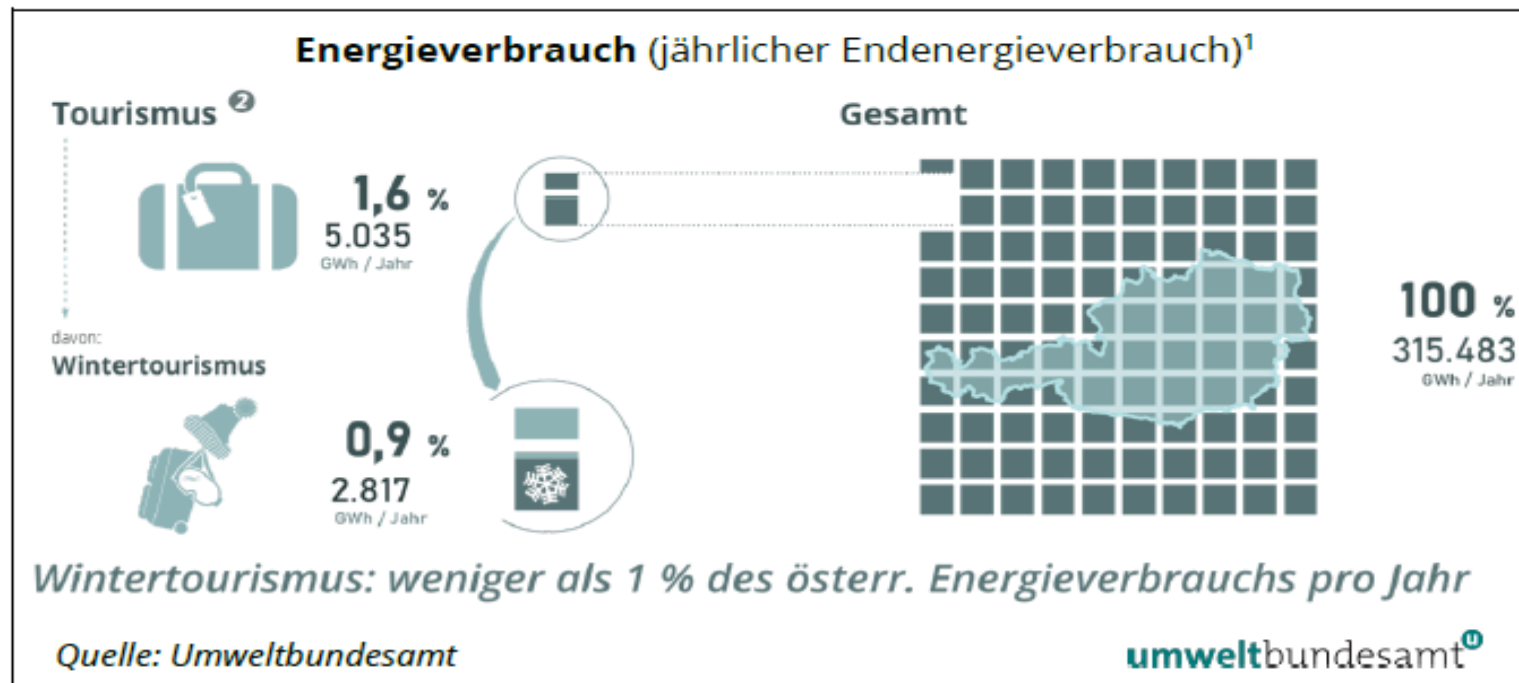 Energieverbrauch (jährlicher Endenergieverbrauch)¹
Tourismus ❷
Gesamt
1,6 %
5.035
GWh / Jahr
100 %
315.483
GWh / Jahr
davon:
Wintertourismus
0,9 %
2.817
GWh / Jahr
Wintertourismus: weniger als 1 % des österr. Energieverbrauchs pro Jahr
Quelle: Umweltbundesamt
umweltbundesamt ⓤ